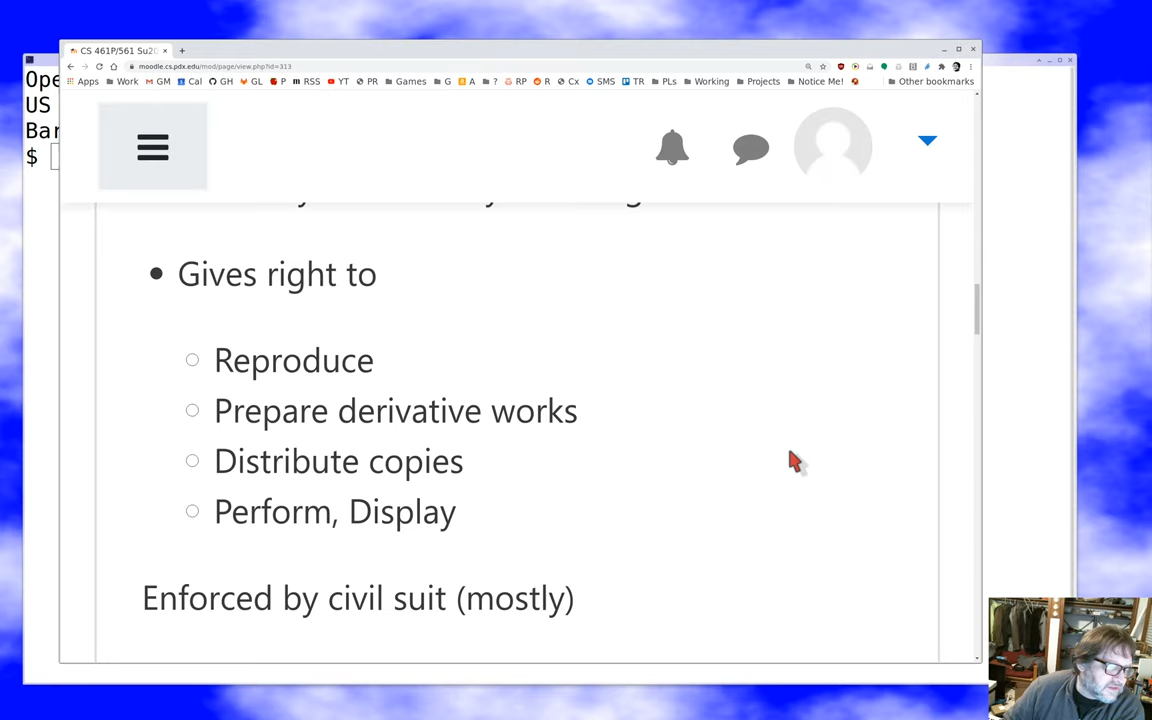 CS 461P/561 Su20
moodle.cs.pdx.edu/mod/page/view.php?id=313
Apps Work GM Cal GH GL P RSS YT PR Games G A ? RP R Cx SMS TR PLs Working Projects Notice Me! Other bookmarks
Ope
US
Bar
$
Gives right to
Reproduce
Prepare derivative works
Distribute copies
Perform, Display
Enforced by civil suit (mostly)